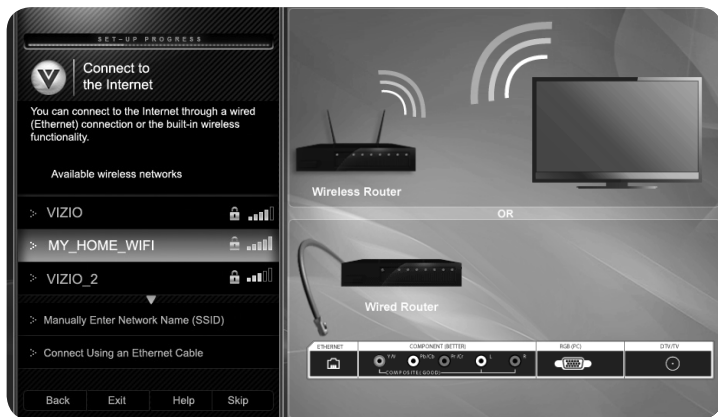 SET-UP PROGRESS
V
Connect to
the Internet
You can connect to the Internet through a wired
(Ethernet) connection or the built-in wireless
functionality.
Available wireless networks
> VIZIO
> MY_HOME_WIFI
> VIZIO_2
> Manually Enter Network Name (SSID)
> Connect Using an Ethernet Cable
Back Exit Help Skip
Wireless Router
OR
Wired Router
ETHERNET COMPONENT (BETTER) RGB (PC) DTV/TV
Y/V Pb/Cb Pr/Cr L R
COMPOSITE (GOOD)